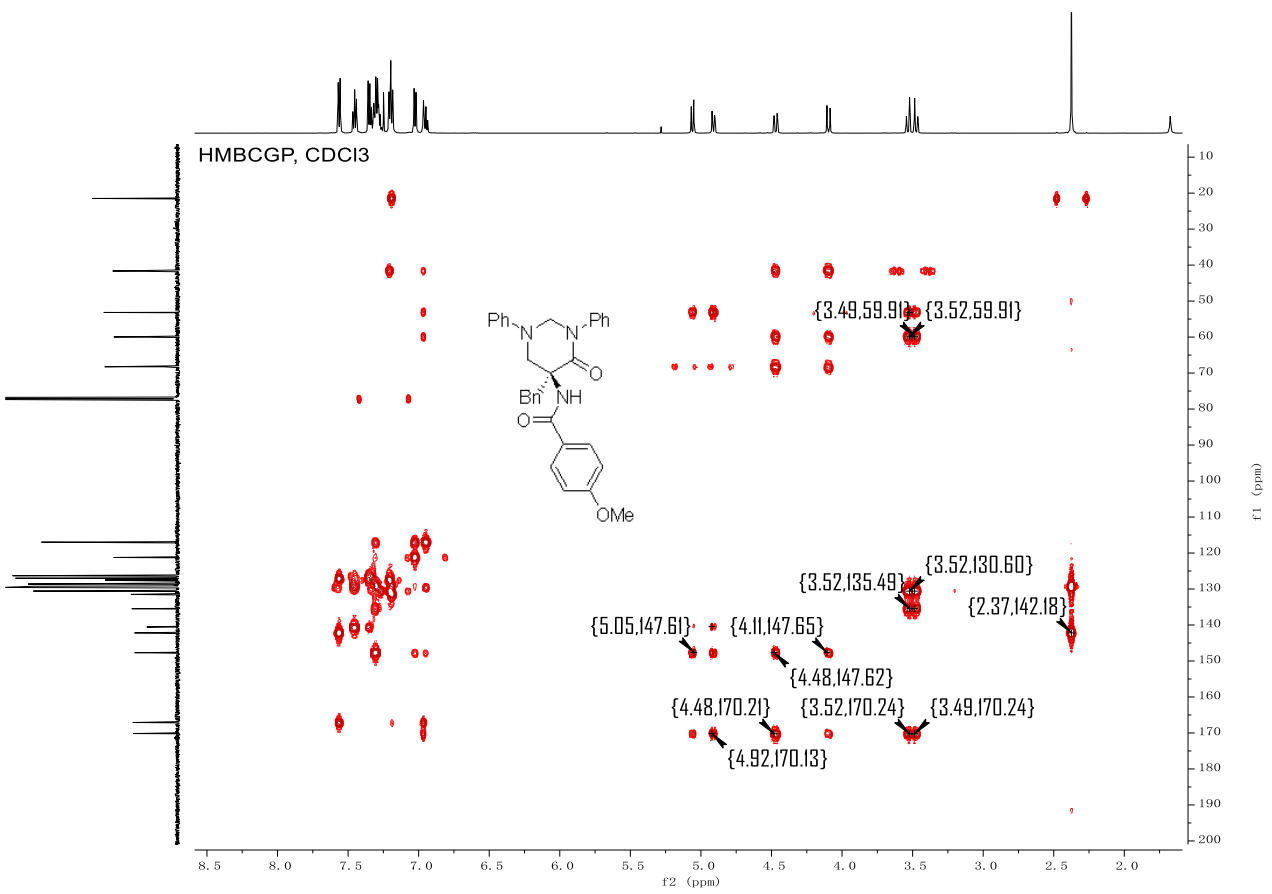 HMBCGP, CDCl3
10
20
30
40
50
60
70
80
90
100
110
120
130
140
150
160
170
180
190
200
f1 (ppm)
{3.49,59.91} {3.52,59.91}
Ph Ph
N N
O
Bn NH
O
OMe
{3.52,130.60}
{3.52,135.49}
{2.37,142.18}
{5.05,147.61} {4.11,147.65}
{4.48,147.62}
{4.48,170.21} {3.52,170.24} {3.49,170.24}
{4.92,170.13}
8.5 8.0 7.5 7.0 6.5 6.0 5.5 5.0 4.5 4.0 3.5 3.0 2.5 2.0
f2 (ppm)